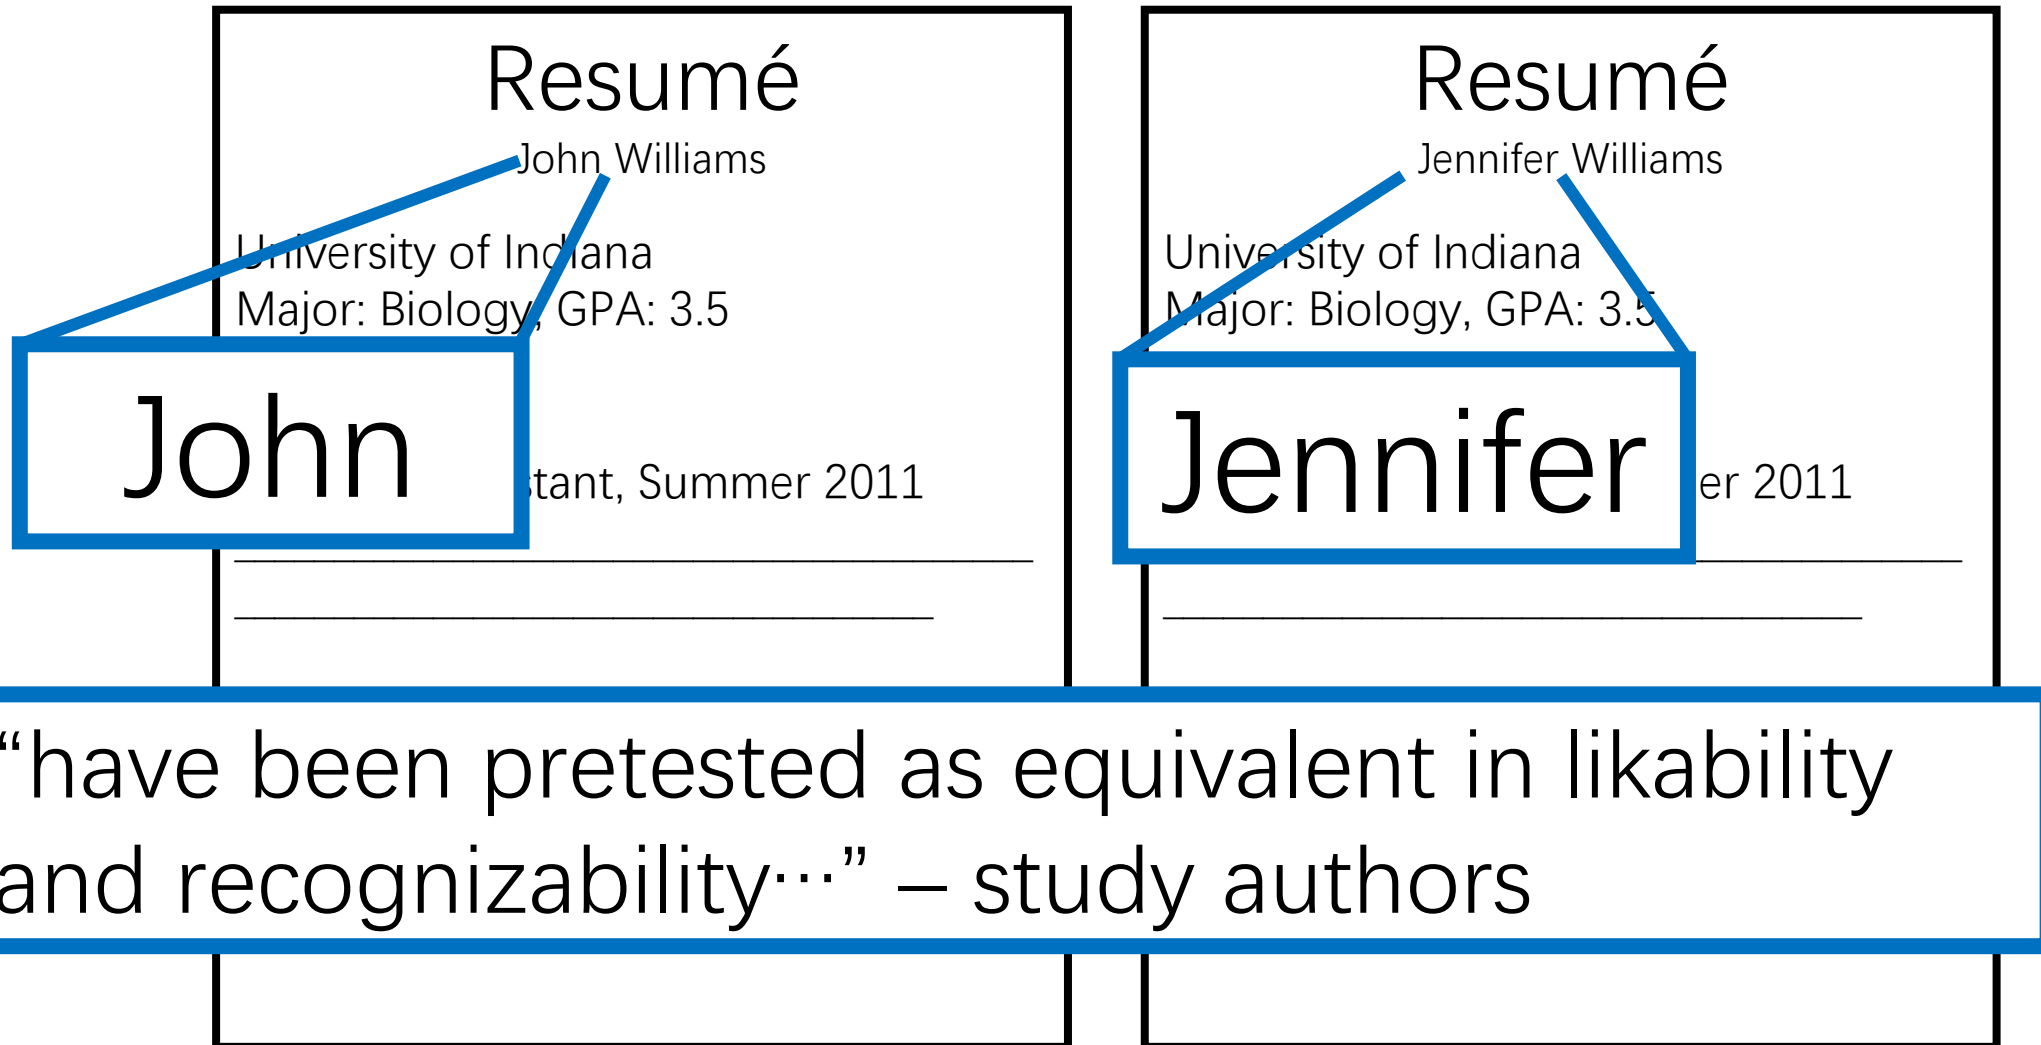 Resumé
John Williams
University of Indiana
Major: Biology, GPA: 3.5
John
stant, Summer 2011
Resumé
Jennifer Williams
University of Indiana
Major: Biology, GPA: 3.5
Jennifer
er 2011
“have been pretested as equivalent in likability
and recognizability…” – study authors